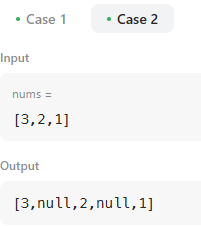 • Case 1 • Case 2
Input
nums =
[3,2,1]
Output
[3,null,2,null,1]